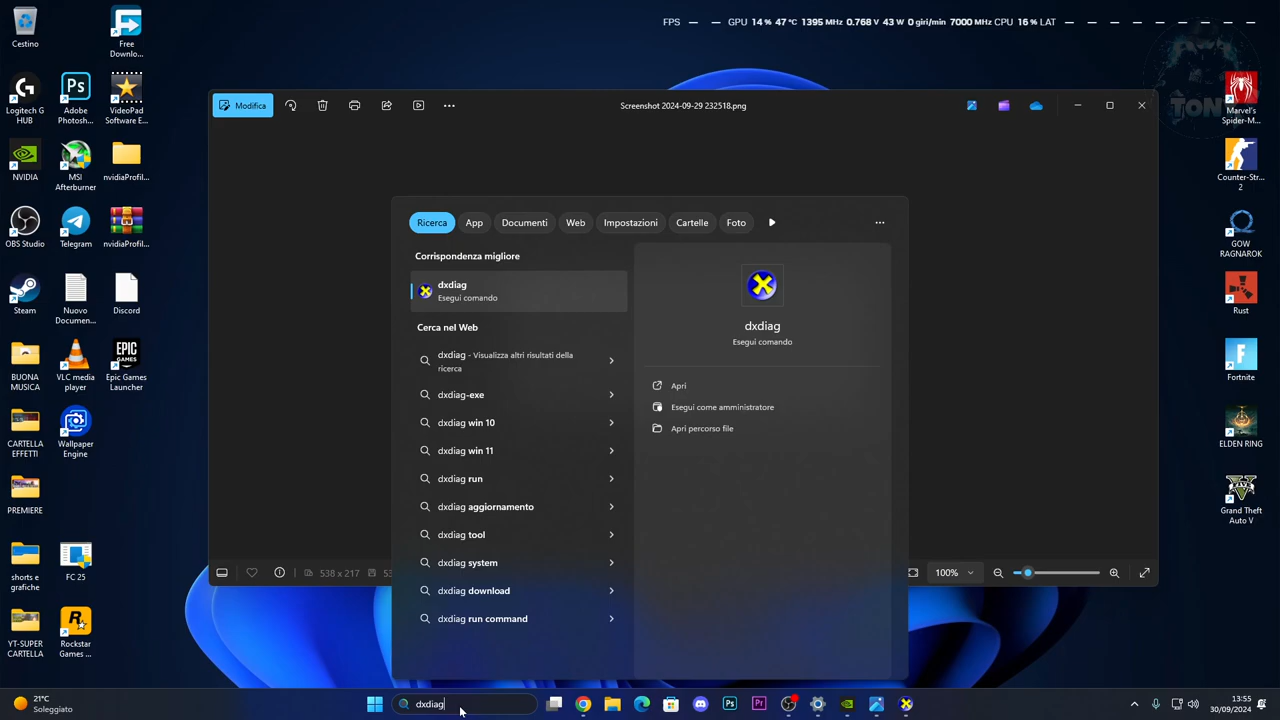 FPS — — GPU 14 % 47 °C 1395 MHz 0.768 V 43 W 0 giri/min 7000 MHz CPU 16 % LAT — — — — — — — —
Cestino
Free
Downlo...
Logitech G
HUB
Adobe
Photosh...
VideoPad
Software E...
NVIDIA
MSI
Afterburner
nvidiaProfil...
OBS Studio
Telegram
nvidiaProfil...
Steam
Nuovo
Documen...
Discord
BUONA
MUSICA
VLC media
player
Epic Games
Launcher
CARTELLA
EFFETTI
Wallpaper
Engine
PREMIERE
shorts e
grafiche
FC 25
YT-SUPER
CARTELLA
Rockstar
Games ...
Modifica
Screenshot 2024-09-29 232518.png
Ricerca
App
Documenti
Web
Impostazioni
Cartelle
Foto
Corrispondenza migliore
dxdiag
Esegui comando
Cerca nel Web
dxdiag - Visualizza altri risultati della
ricerca
dxdiag-exe
dxdiag win 10
dxdiag win 11
dxdiag run
dxdiag aggiornamento
dxdiag tool
dxdiag system
dxdiag download
dxdiag run command
dxdiag
Esegui comando
Apri
Esegui come amministratore
Apri percorso file
538 x 217
100%
TON
Marvel's
Spider-M...
Counter-Str...
2
GOW
RAGNAROK
Rust
Fortnite
ELDEN RING
Grand Theft
Auto V
21°C
Soleggiato
dxdiag
13:55
30/09/2024